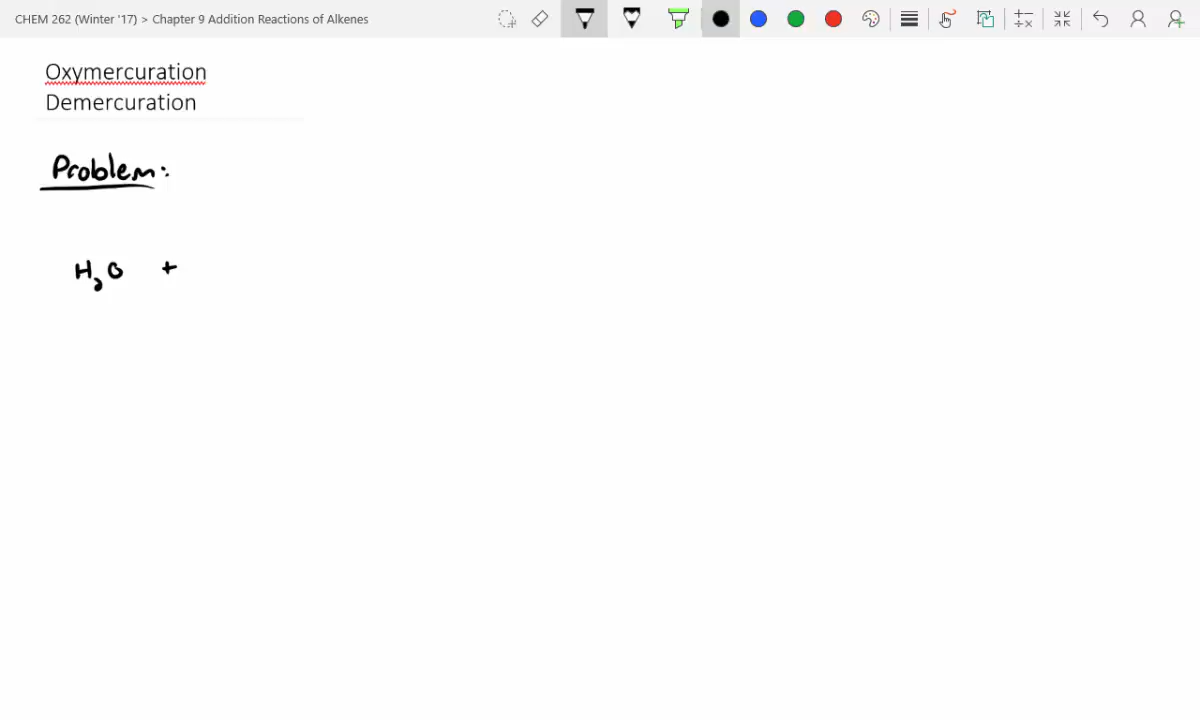 CHEM 262 (Winter '17) > Chapter 9 Addition Reactions of Alkenes
Oxymercuration
Demercuration
Problem:
H₂O +